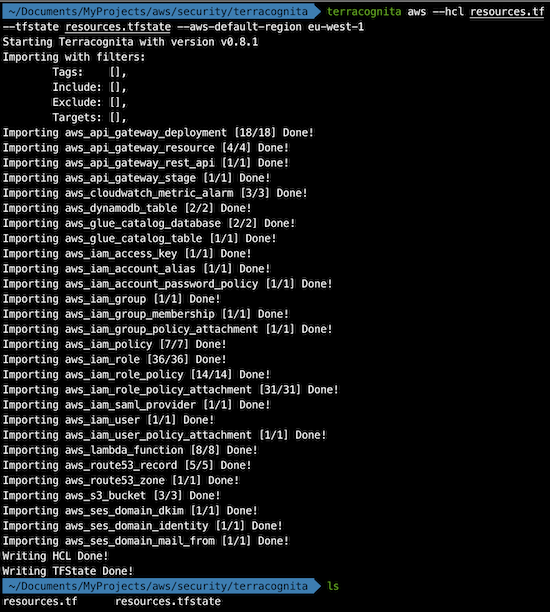 ~/Documents/MyProjects/aws/security/terracognita terracognita aws --hcl resources.tf
--tfstate resources.tfstate --aws-default-region eu-west-1
Starting Terracognita with version v0.8.1
Importing with filters:
Tags: [],
Include: [],
Exclude: [],
Targets: [],
Importing aws_api_gateway_deployment [18/18] Done!
Importing aws_api_gateway_resource [4/4] Done!
Importing aws_api_gateway_rest_api [1/1] Done!
Importing aws_api_gateway_stage [1/1] Done!
Importing aws_cloudwatch_metric_alarm [3/3] Done!
Importing aws_dynamodb_table [2/2] Done!
Importing aws_glue_catalog_database [2/2] Done!
Importing aws_glue_catalog_table [1/1] Done!
Importing aws_iam_access_key [1/1] Done!
Importing aws_iam_account_alias [1/1] Done!
Importing aws_iam_account_password_policy [1/1] Done!
Importing aws_iam_group [1/1] Done!
Importing aws_iam_group_membership [1/1] Done!
Importing aws_iam_group_policy_attachment [1/1] Done!
Importing aws_iam_policy [7/7] Done!
Importing aws_iam_role [36/36] Done!
Importing aws_iam_role_policy [14/14] Done!
Importing aws_iam_role_policy_attachment [31/31] Done!
Importing aws_iam_saml_provider [1/1] Done!
Importing aws_iam_user [1/1] Done!
Importing aws_iam_user_policy_attachment [1/1] Done!
Importing aws_lambda_function [8/8] Done!
Importing aws_route53_record [5/5] Done!
Importing aws_route53_zone [1/1] Done!
Importing aws_s3_bucket [3/3] Done!
Importing aws_ses_domain_dkim [1/1] Done!
Importing aws_ses_domain_identity [1/1] Done!
Importing aws_ses_domain_mail_from [1/1] Done!
Writing HCL Done!
Writing TFState Done!
~/Documents/MyProjects/aws/security/terracognita ls
resources.tf resources.tfstate